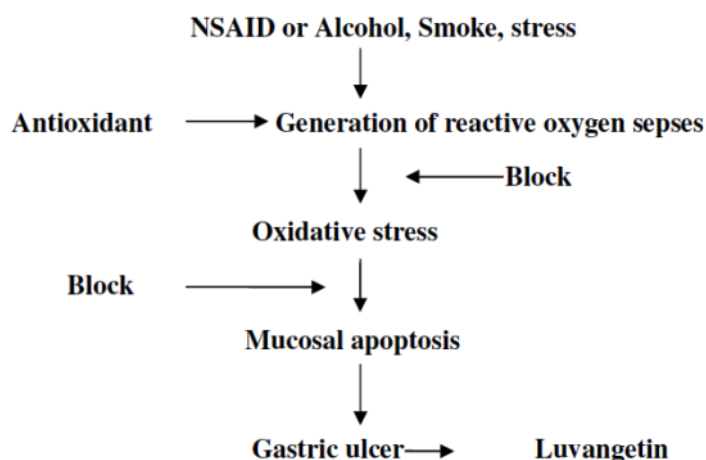 NSAID or Alcohol, Smoke, stress
Antioxidant Generation of reactive oxygen sepses
Block
Oxidative stress
Block
Mucosal apoptosis
Gastric ulcer Luvangetin